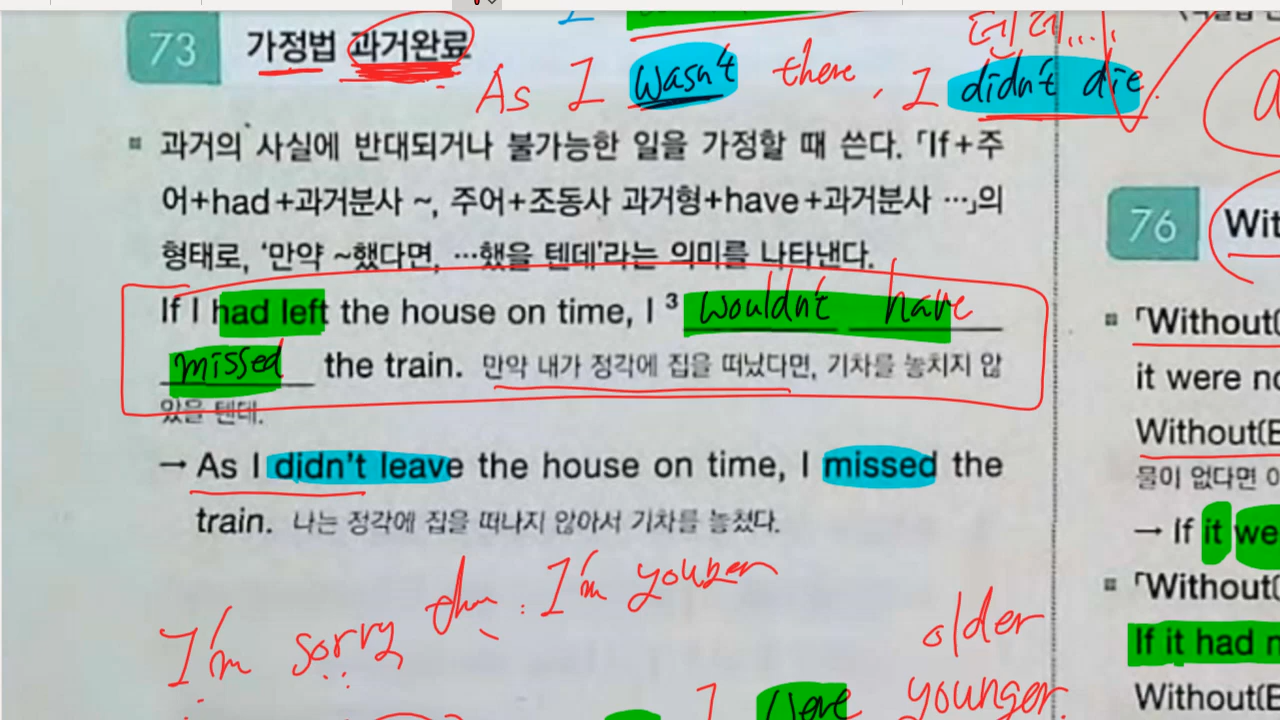 73 가정법 과거완료
텐데...!
As I wasn't there, I didn't die.
▪ 과거의 사실에 반대되거나 불가능한 일을 가정할 때 쓴다. 「If+주
어+had+과거분사 ~, 주어+조동사 과거형+have+과거분사 …」의
형태로, ‘만약 ~했다면, …했을 텐데’라는 의미를 나타낸다.
If I had left the house on time, I ³ wouldn't have
missed the train. 만약 내가 정각에 집을 떠났다면, 기차를 놓치지 않
았을 텐데.
→ As I didn't leave the house on time, I missed the
train. 나는 정각에 집을 떠나지 않아서 기차를 놓쳤다.
I'm sorry
I'm
older
I were younger.
76 Wit
▪ 「Without(
it were no
Without(B
물이 없다면
→ If it we
▪ 「Without(
If it had n
Without(B